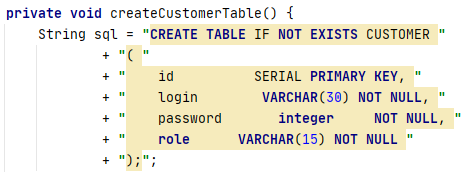 private void createCustomerTable() {
    String sql = "CREATE TABLE IF NOT EXISTS CUSTOMER "
            + "( "
            + "    id          SERIAL PRIMARY KEY, "
            + "    login        VARCHAR(30) NOT NULL, "
            + "    password       integer     NOT NULL, "
            + "    role      VARCHAR(15) NOT NULL "
            + ");";